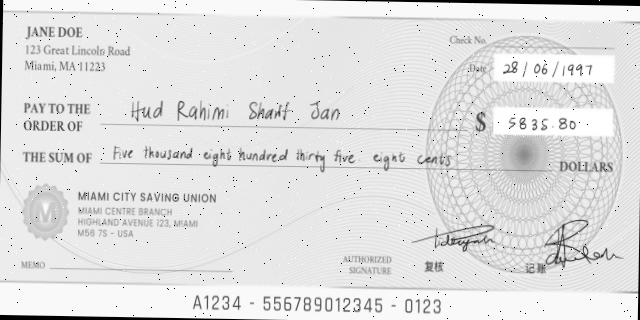 JANE DOE
123 Great Lincoln Road
Miami, MA 11223
Check No.
Date 28/06/1997
PAY TO THE ORDER OF Hud Rahimi Sharif Jan
$ 5835.80
THE SUM OF Five thousand eight hundred thirty five eight cents DOLLARS
MIAMI CITY SAVING UNION
MIAMI CENTRE BRANCH
HIGHLAND AVENUE 123, MIAMI
M56 7S - USA
MEMO
AUTHORIZED SIGNATURE
复核
记账
A1234 - 556789012345 - 0123